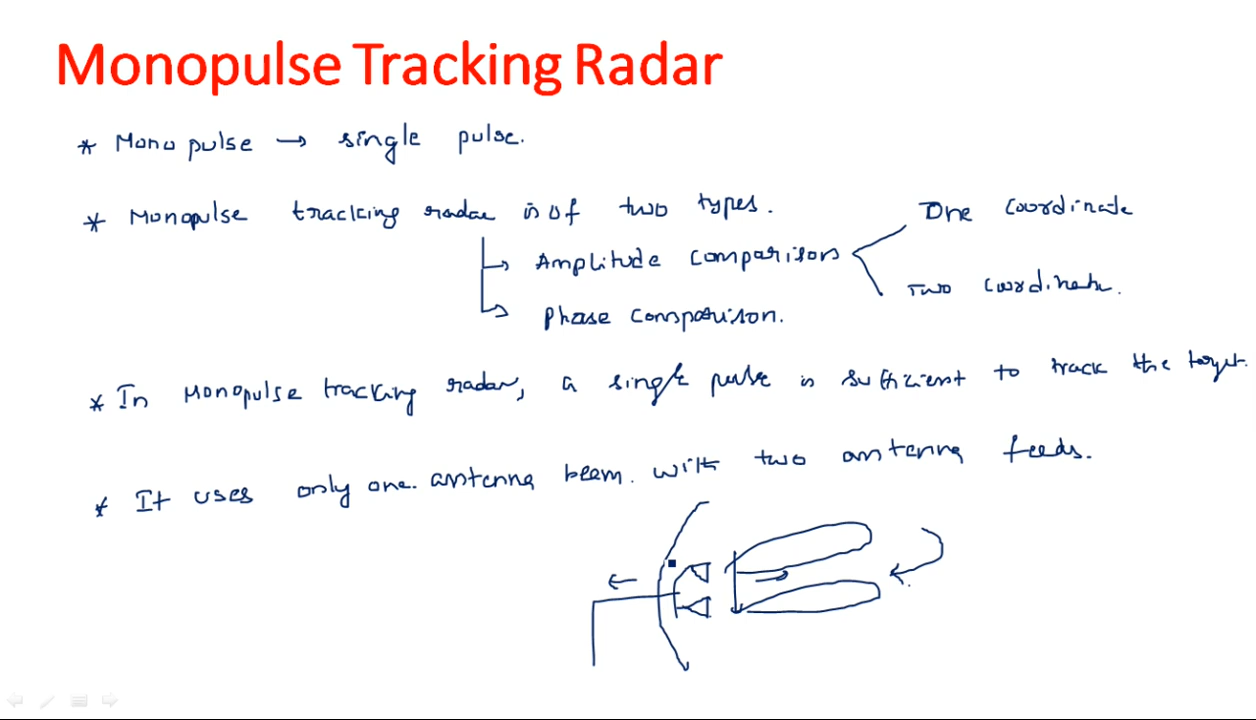 Monopulse Tracking Radar
* Mono pulse → single pulse.
* Monopulse tracking radar is of two types.
One coordinate
→ Amplitude comparison
Two coordinate.
→ Phase comparison.
* In Monopulse tracking radar, a single pulse is sufficient to track the target.
* It uses only one antenna beam. with two antenna feeds.